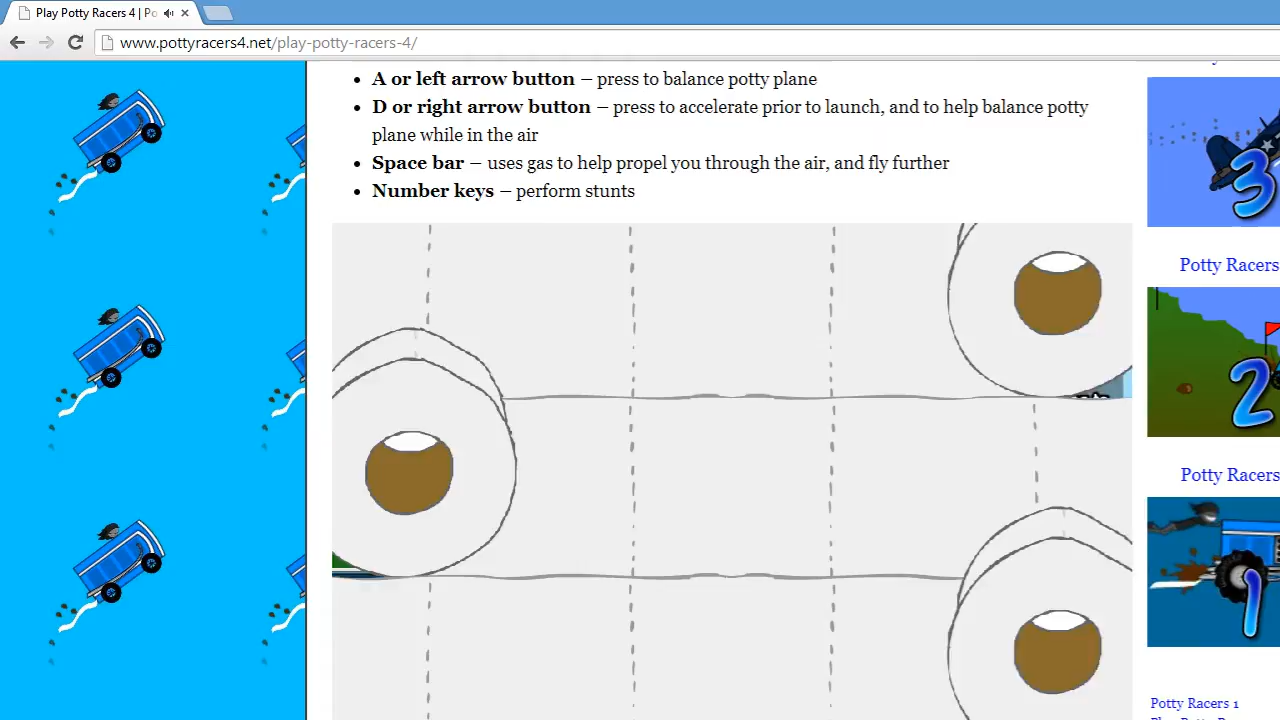 Play Potty Racers 4 | Po
www.pottyracers4.net/play-potty-racers-4/
A or left arrow button – press to balance potty plane
D or right arrow button – press to accelerate prior to launch, and to help balance potty
plane while in the air
Space bar – uses gas to help propel you through the air, and fly further
Number keys – perform stunts
3
Potty Racers
2
Potty Racers
1
Potty Racers 1